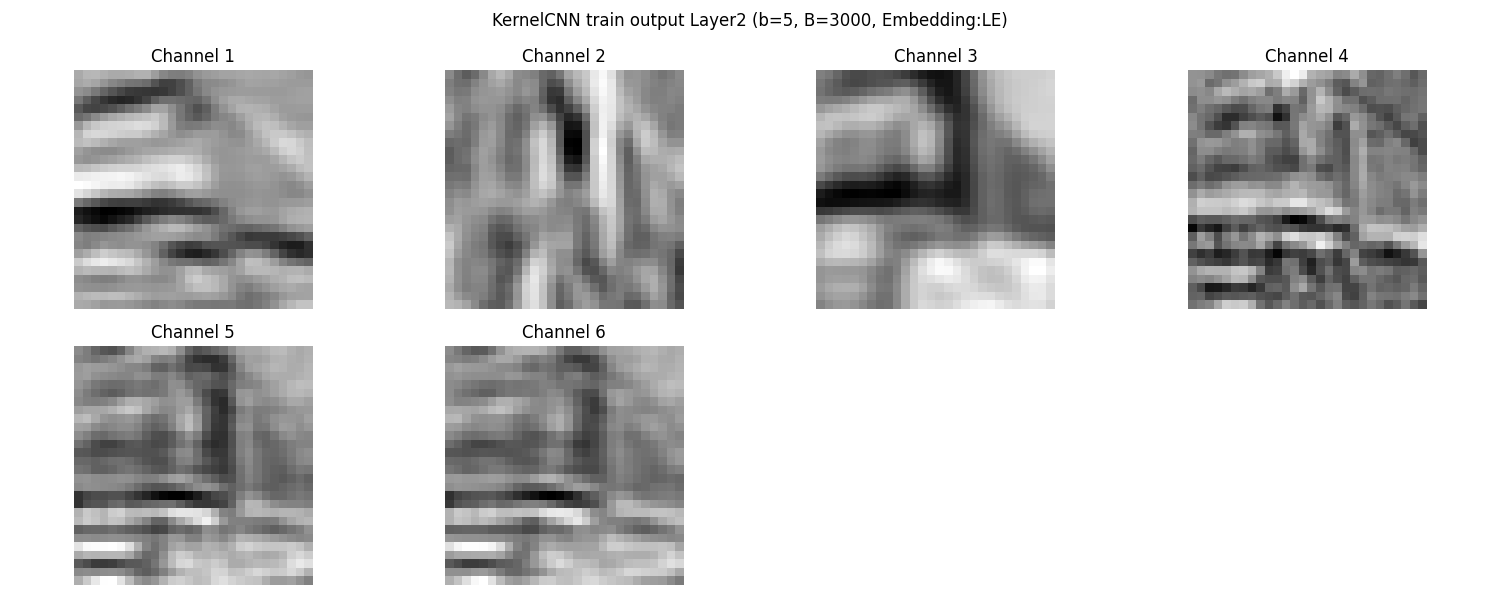 KernelCNN train output Layer2 (b=5, B=3000, Embedding:LE)
Channel 1
Channel 2
Channel 3
Channel 4
Channel 5
Channel 6